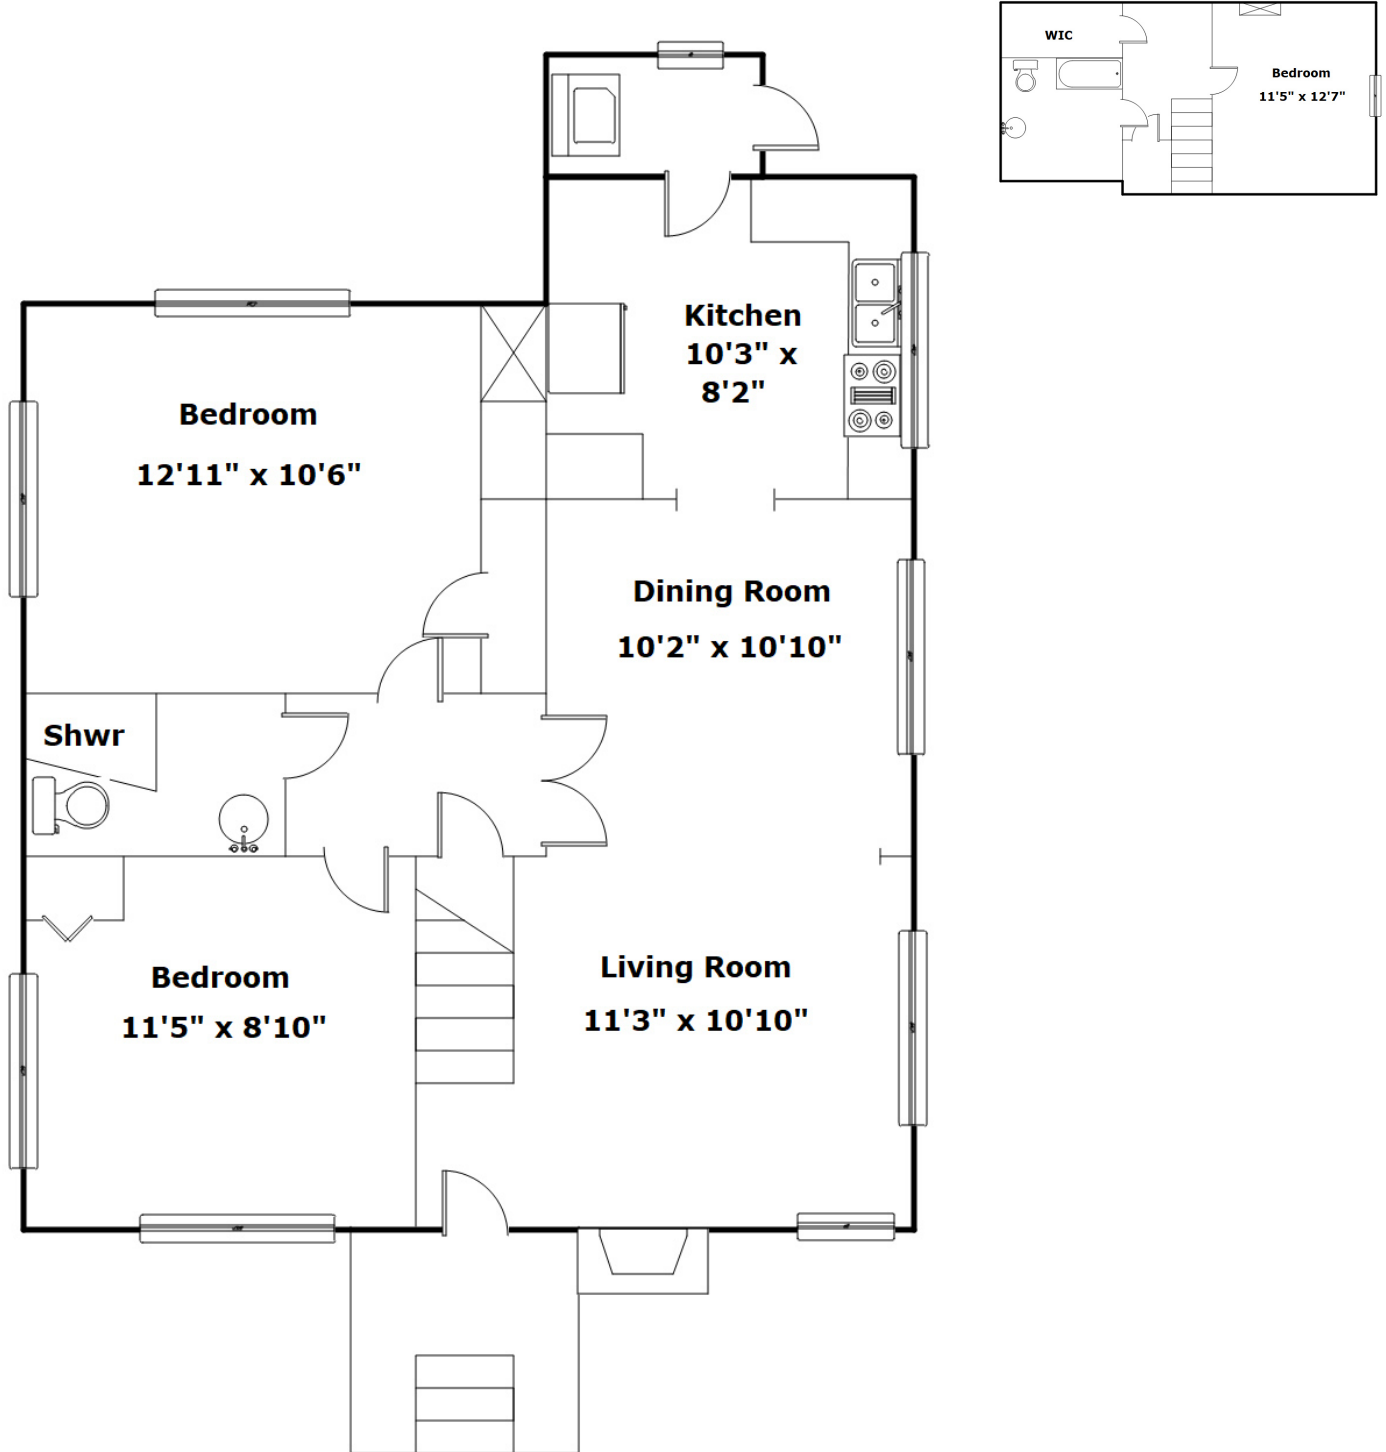 WIC
Bedroom
11'5" x 12'7"
Kitchen
10'3" x
8'2"
Bedroom
12'11" x 10'6"
Dining Room
10'2" x 10'10"
Shwr
Bedroom
11'5" x 8'10"
Living Room
11'3" x 10'10"